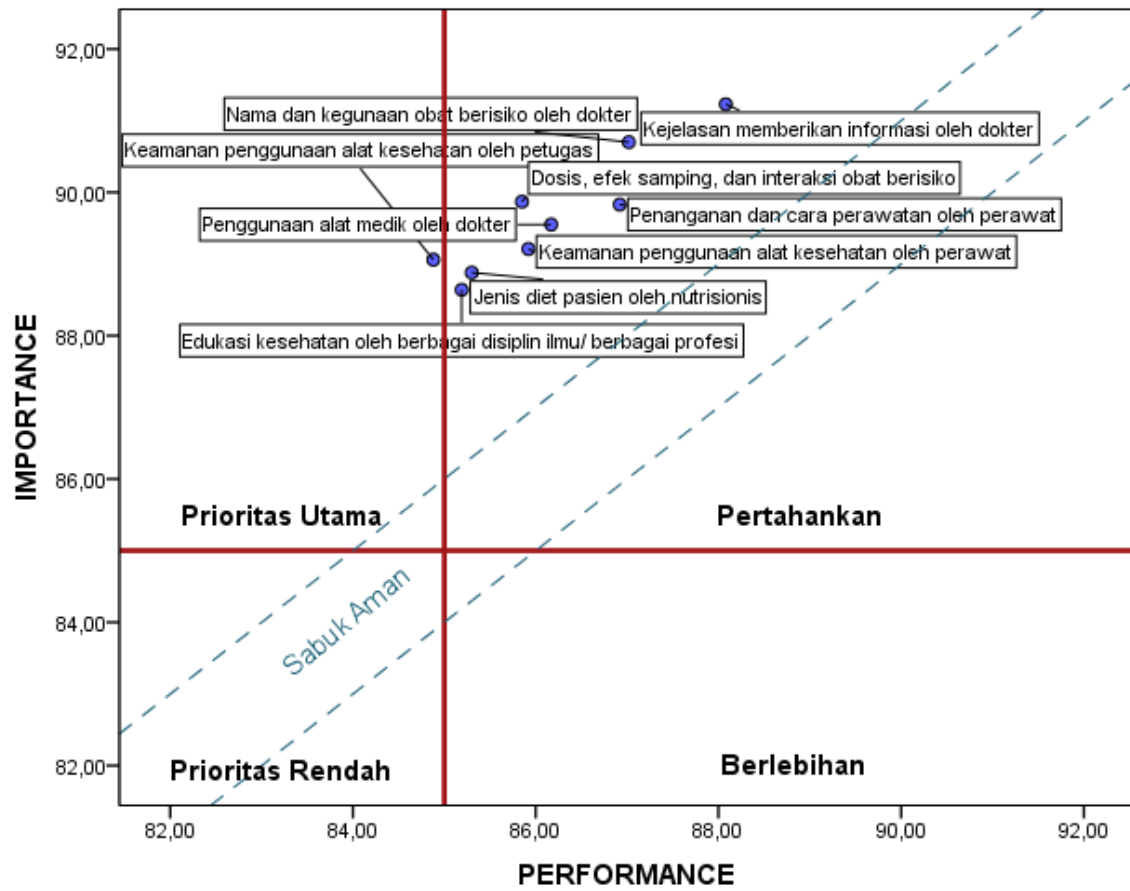 92,00
90,00
88,00
86,00
84,00
82,00
IMPORTANCE
Nama dan kegunaan obat berisiko oleh dokter
Kejelasan memberikan informasi oleh dokter
Keamanan penggunaan alat kesehatan oleh petugas
Dosis, efek samping, dan interaksi obat berisiko
Penggunaan alat medik oleh dokter
Penanganan dan cara perawatan oleh perawat
Keamanan penggunaan alat kesehatan oleh perawat
Jenis diet pasien oleh nutrisionis
Edukasi kesehatan oleh berbagai disiplin ilmu/ berbagai profesi
Prioritas Utama
Pertahankan
Sabuk Aman
Prioritas Rendah
Berlebihan
82,00 84,00 86,00 88,00 90,00 92,00
PERFORMANCE